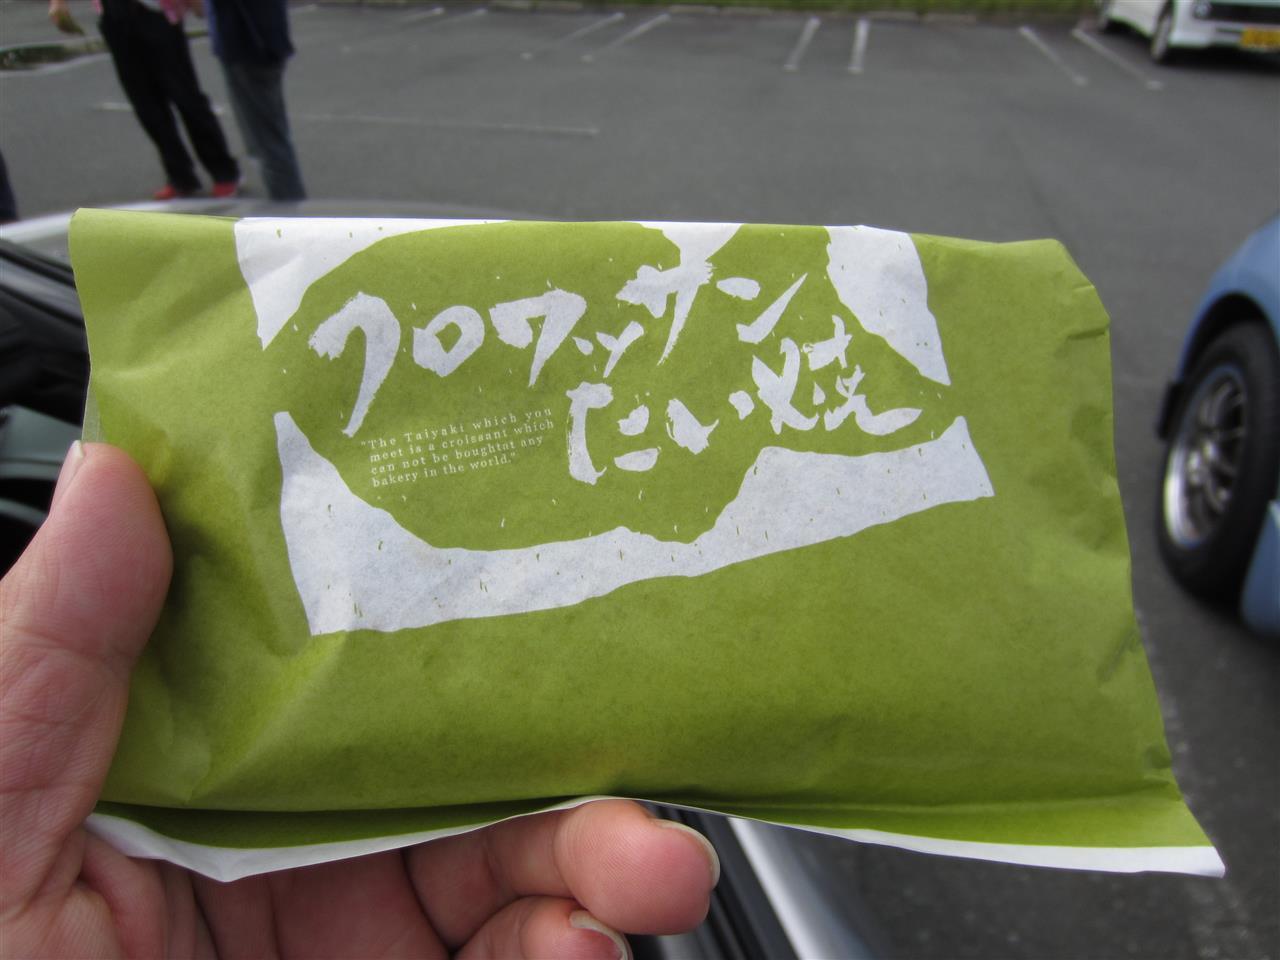 クロワッサン
たい焼
"The Taiyaki which you
meet is a croissant which
can not be boughtat any
bakery in the world."